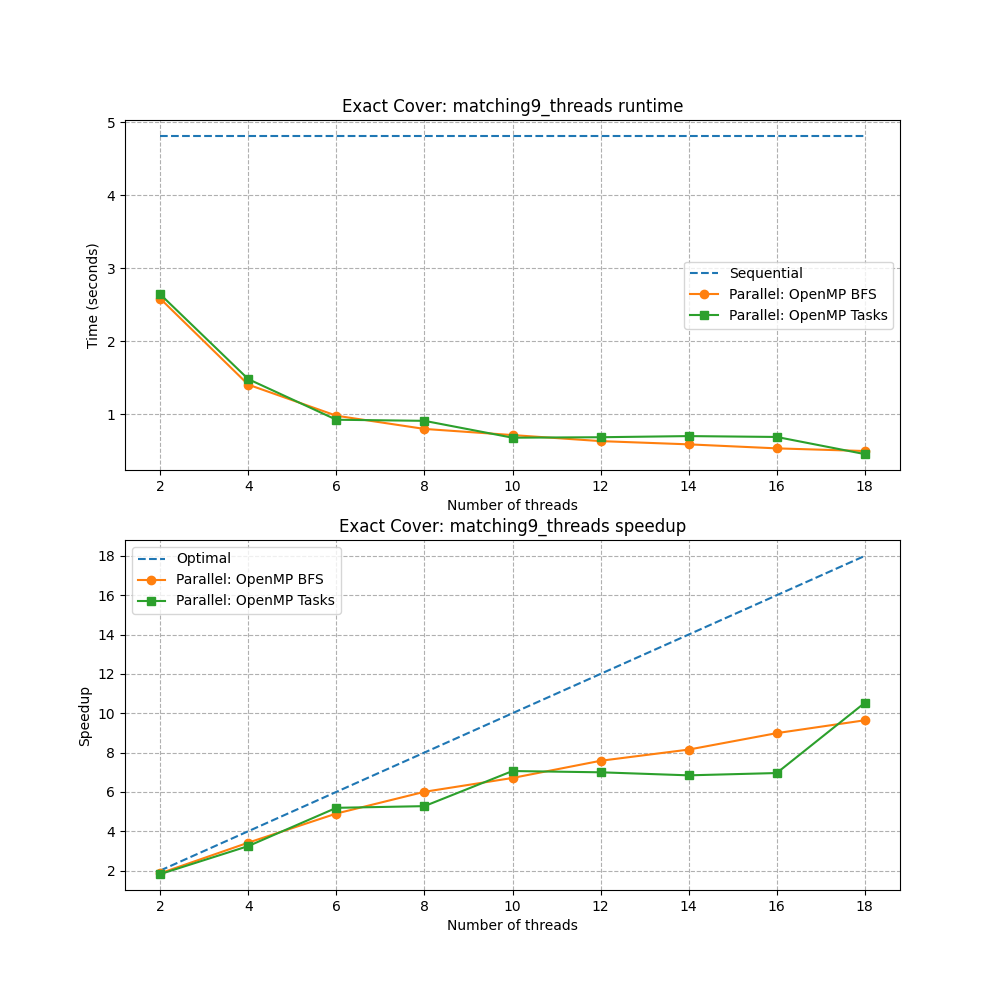 Exact Cover: matching9_threads runtime
5
4
3
2
1
Time (seconds)
Sequential
Parallel: OpenMP BFS
Parallel: OpenMP Tasks
2 4 6 8 10 12 14 16 18
Number of threads
Exact Cover: matching9_threads speedup
18
16
14
12
10
8
6
4
2
Speedup
Optimal
Parallel: OpenMP BFS
Parallel: OpenMP Tasks
2 4 6 8 10 12 14 16 18
Number of threads